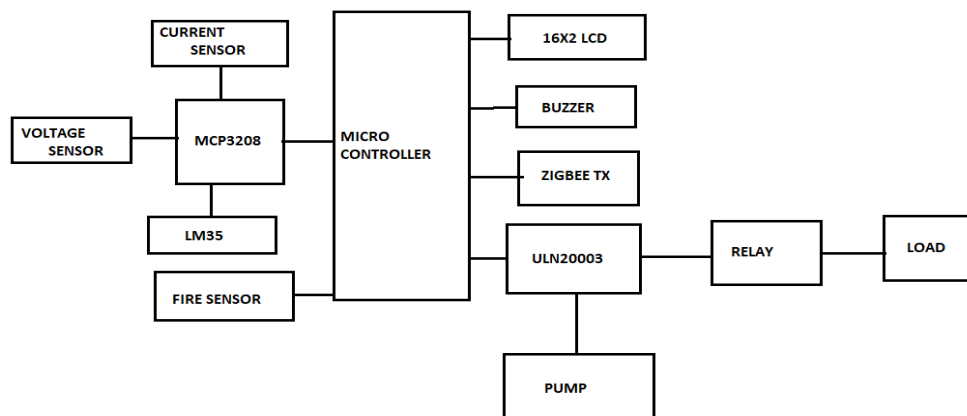 CURRENT
SENSOR
VOLTAGE
SENSOR
MCP3208
LM35
FIRE SENSOR
MICRO
CONTROLLER
16X2 LCD
BUZZER
ZIGBEE TX
ULN20003
RELAY
LOAD
PUMP